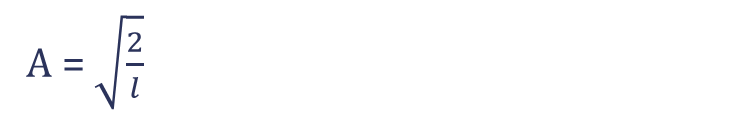 A = √(2/l)